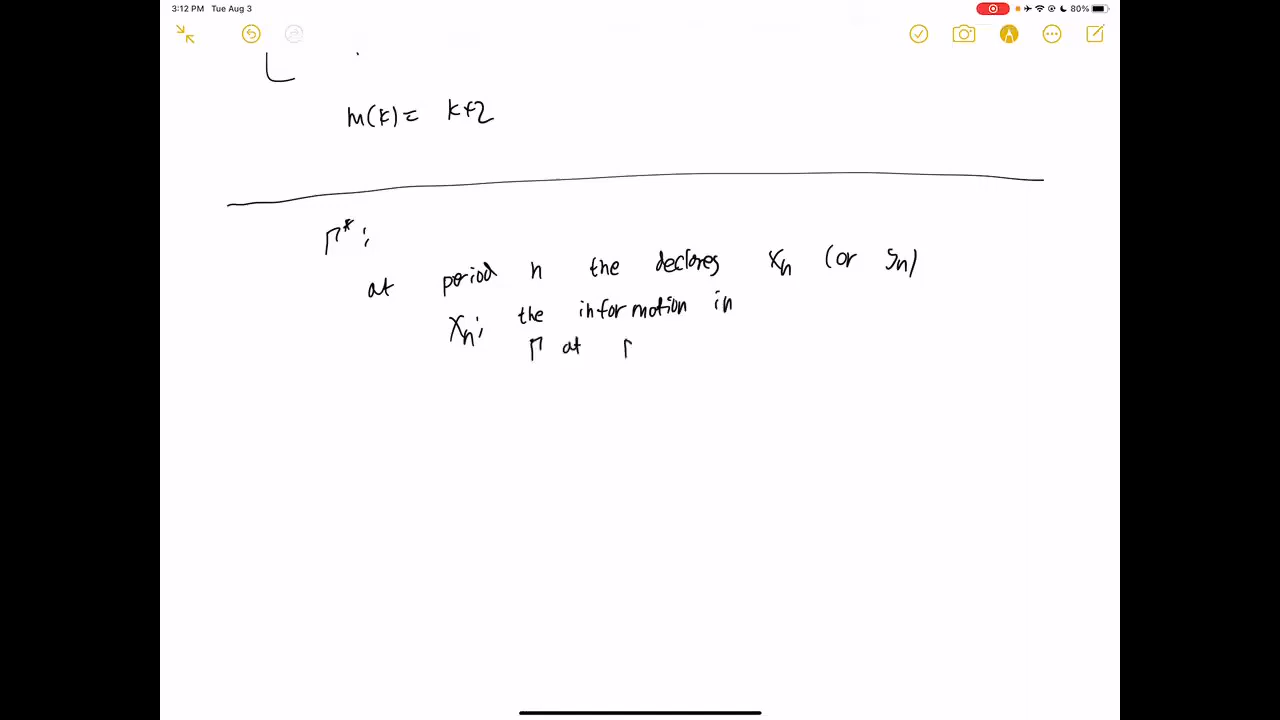 3:12 PM Tue Aug 3
80%
m(k) = k+2
Γ* :
at period n the declares xn (or sn)
xn : the information in
Γ at